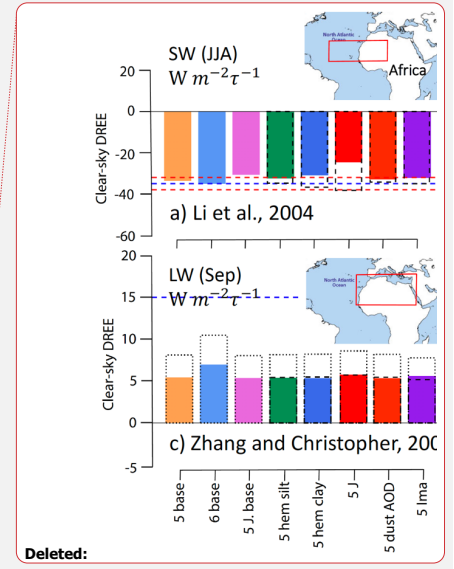 SW (JJA)
W m⁻²τ⁻¹
North Atlantic
Ocean
Africa
20
0
-20
-40
-60
Clear-sky DREE
a) Li et al., 2004
20
15
10
5
0
-5
LW (Sep)
W m⁻²τ⁻¹
North Atlantic
Ocean
Clear-sky DREE
c) Zhang and Christopher, 200
5 base
6 base
5 J. base
5 hem silt
5 hem clay
5 J
5 dust AOD
5 Ima
Deleted: